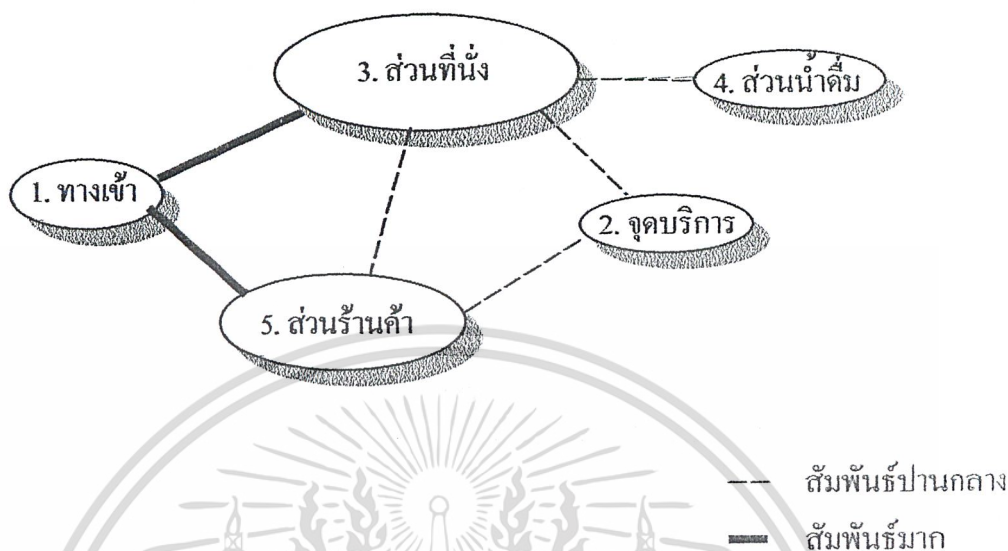 3. ส่วนที่นั่ง
4. ส่วนน้ำดื่ม
1. ทางเข้า
2. จุดบริการ
5. ส่วนร้านค้า
สัมพันธ์ปานกลาง
สัมพันธ์มาก